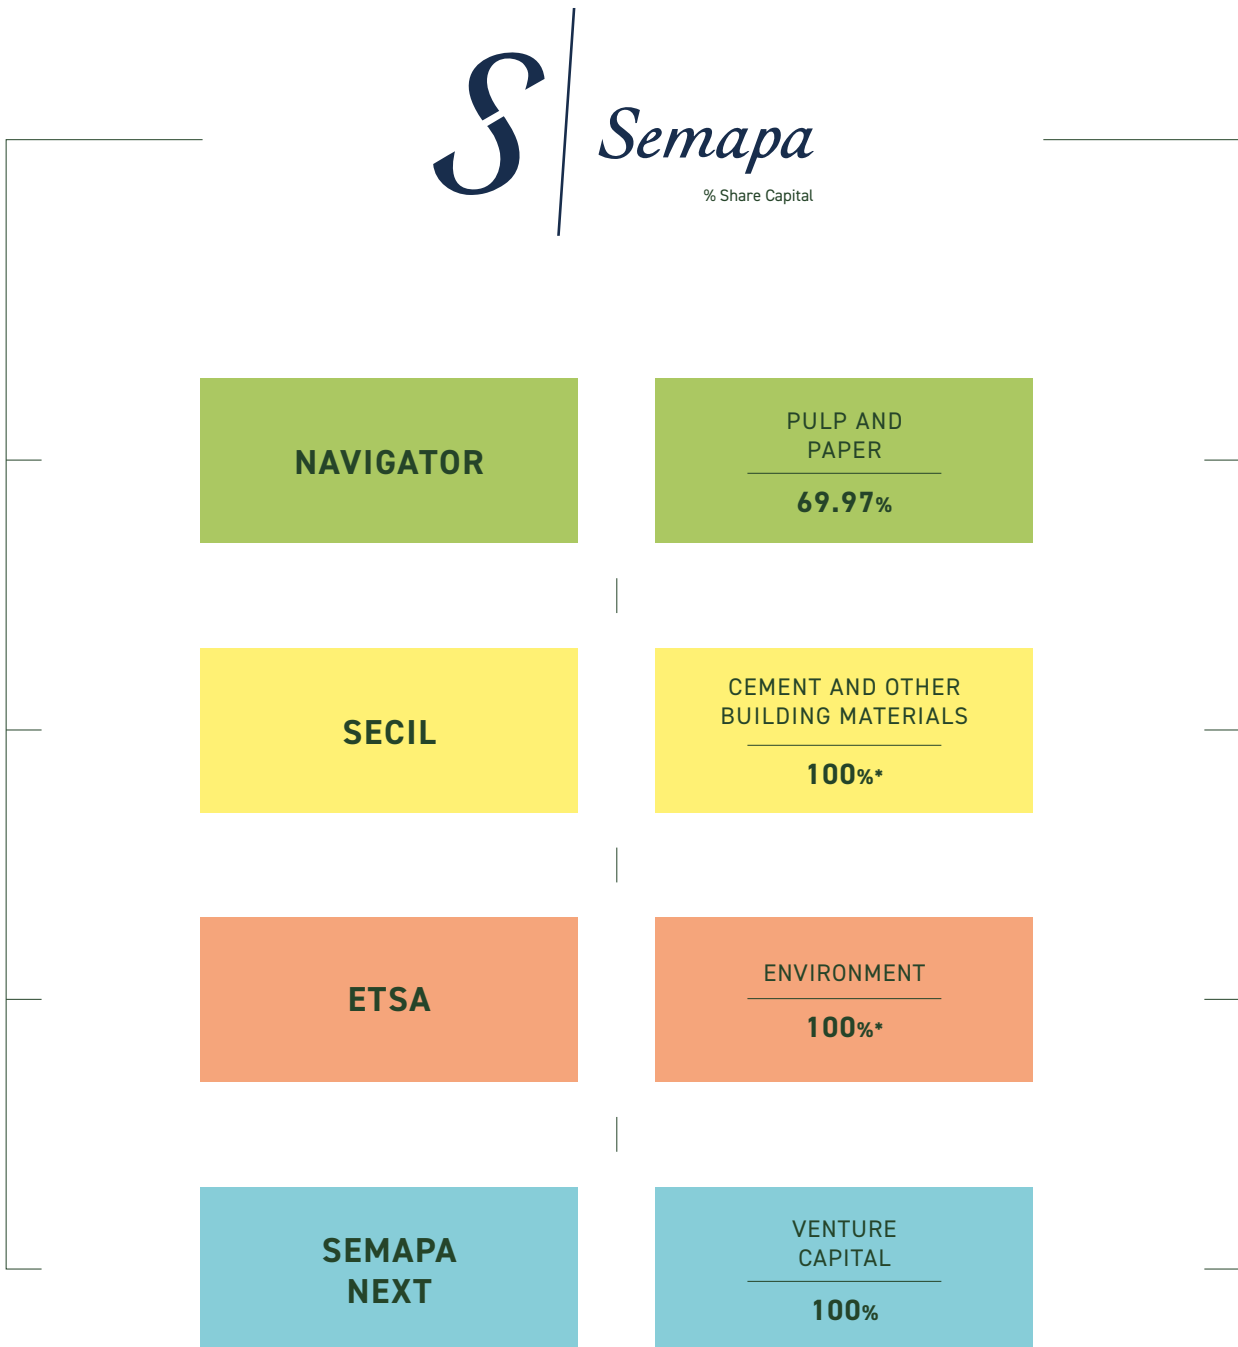 Semapa
% Share Capital
NAVIGATOR
PULP AND
PAPER
69.97%
SECIL
CEMENT AND OTHER
BUILDING MATERIALS
100%*
ETSA
ENVIRONMENT
100%*
SEMAPA
NEXT
VENTURE
CAPITAL
100%